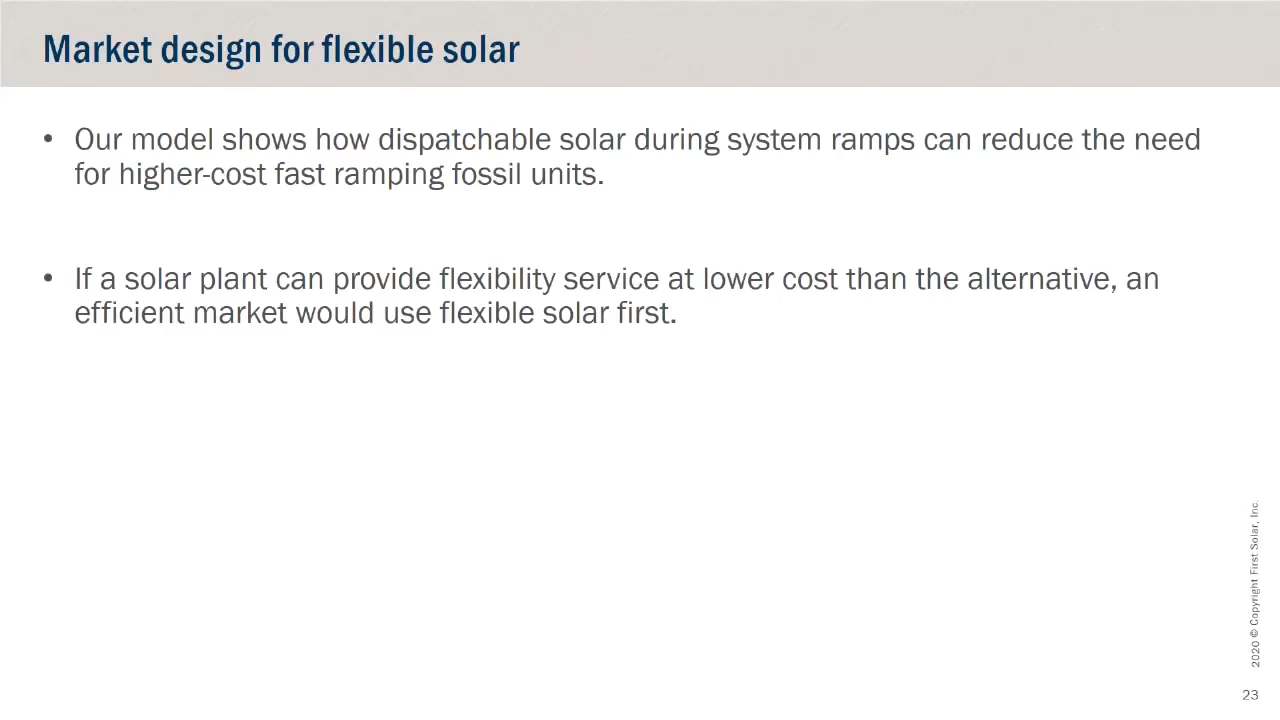 Market design for flexible solar
• Our model shows how dispatchable solar during system ramps can reduce the need
for higher-cost fast ramping fossil units.
• If a solar plant can provide flexibility service at lower cost than the alternative, an
efficient market would use flexible solar first.
2020 © Copyright First Solar, Inc.
23